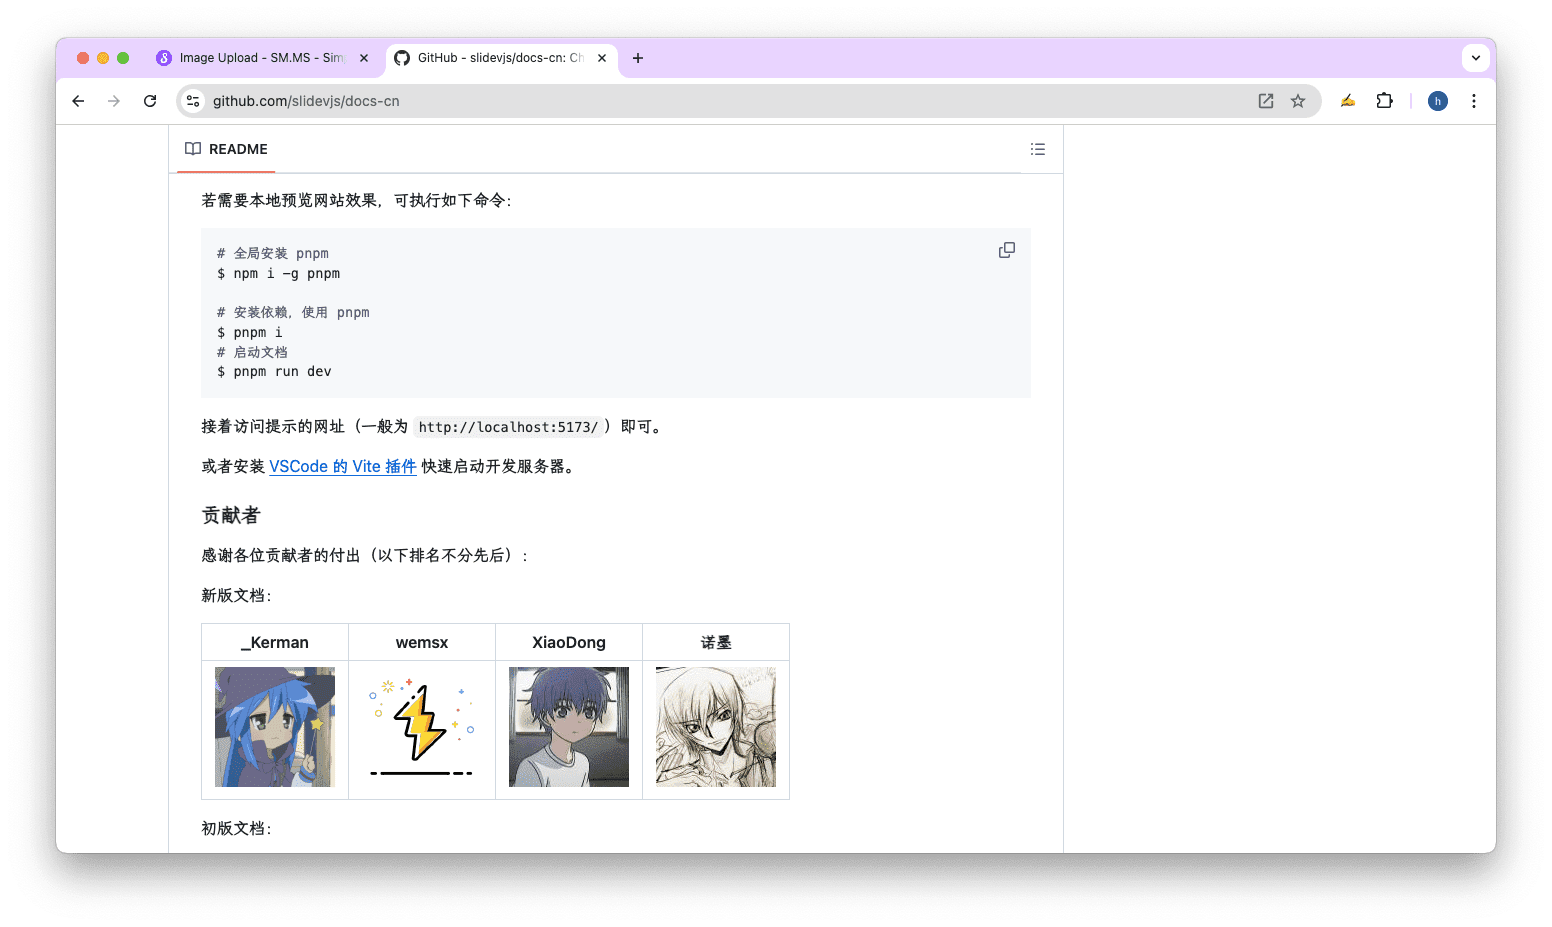 Image Upload - SM.MS - Sim
GitHub - slidevjs/docs-cn: Ch
github.com/slidevjs/docs-cn
h
README
若需要本地预览网站效果，可执行如下命令：
# 全局安装 pnpm
$ npm i -g pnpm
# 安装依赖，使用 pnpm
$ pnpm i
# 启动文档
$ pnpm run dev
接着访问提示的网址（一般为 http://localhost:5173/）即可。
或者安装 VSCode 的 Vite 插件 快速启动开发服务器。
贡献者
感谢各位贡献者的付出（以下排名不分先后）：
新版文档：
_Kerman wemsx XiaoDong 诺墨
初版文档：